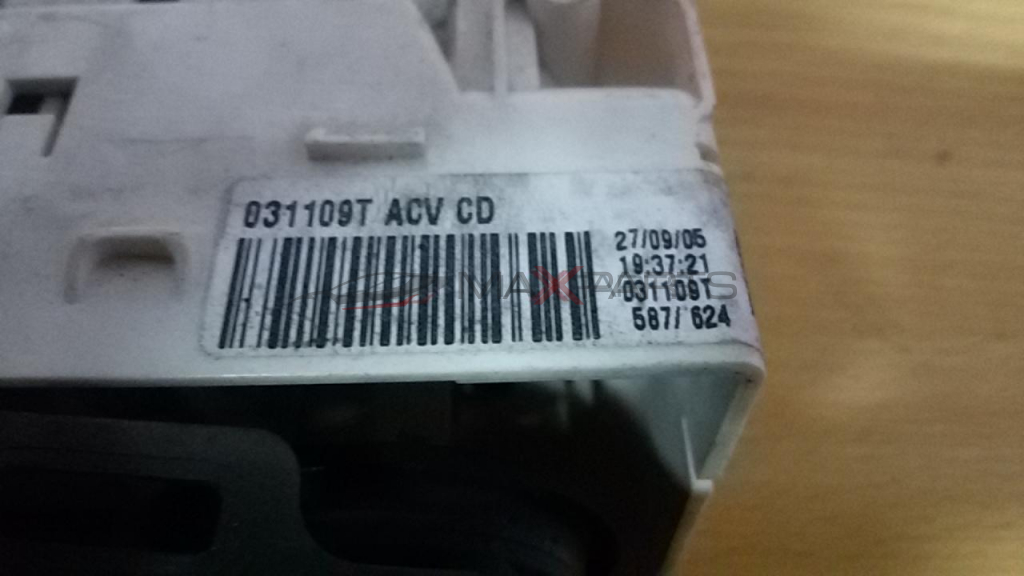 031109T ACV CD
27/09/05
19:37:21
031109T
587/ 624
MAXPARTS